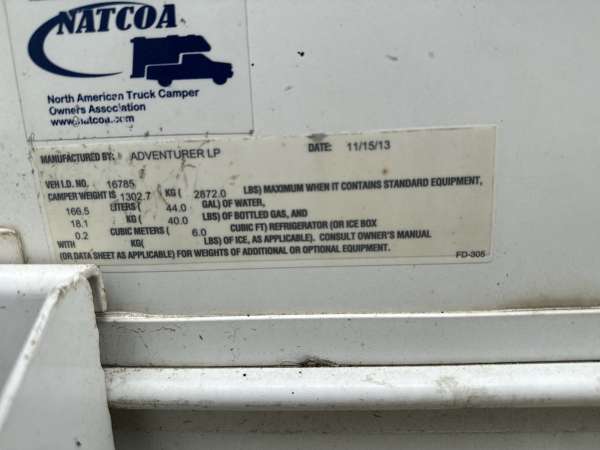 NATCOA
North American Truck Camper
Owners Association
www.natcoa.com
MANUFACTURED BY: ADVENTURER LP DATE: 11/15/13
VEH I.D. NO. 16785
CAMPER WEIGHT IS 1302.7 KG ( 2872.0 LBS) MAXIMUM WHEN IT CONTAINS STANDARD EQUIPMENT,
166.5 LITERS ( 44.0 GAL) OF WATER,
18.1 KG ( 40.0 LBS OF BOTTLED GAS, AND
0.2 CUBIC METERS ( 6.0 CUBIC FT) REFRIGERATOR (OR ICE BOX
WITH KG( LBS OF ICE, AS APPLICABLE). CONSULT OWNER'S MANUAL
(OR DATA SHEET AS APPLICABLE) FOR WEIGHTS OF ADDITIONAL OR OPTIONAL EQUIPMENT.
FD-305